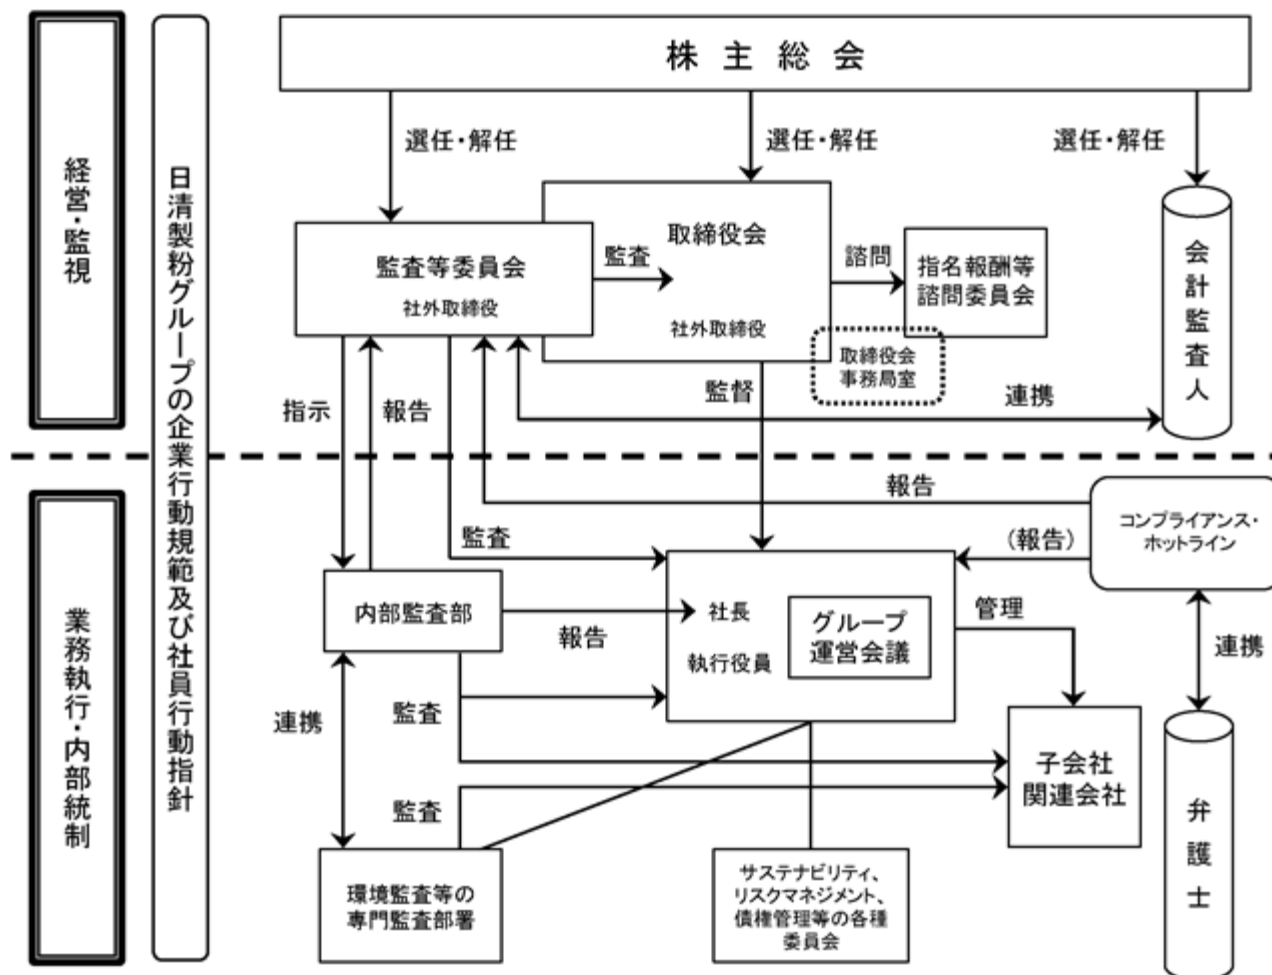 株主総会
選任・解任
選任・解任
選任・解任
経営・監視
日清製粉グループの企業行動規範及び社員行動指針
取締役会
社外取締役
監査等委員会
社外取締役
監査
諮問
指名報酬等
諮問委員会
取締役会
事務局室
会計監査人
指示
報告
監督
連携
報告
コンプライアンス・
ホットライン
(報告)
監査
業務執行・内部統制
内部監査部
報告
社長
執行役員
グループ
運営会議
管理
連携
連携
監査
監査
子会社
関連会社
弁護士
環境監査等の
専門監査部署
サステナビリティ、
リスクマネジメント、
債権管理等の各種
委員会